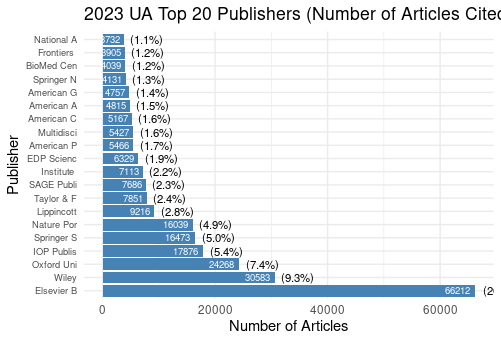 2023 UA Top 20 Publishers (Number of Articles Cited
National A 3732 (1.1%)
Frontiers 3905 (1.2%)
BioMed Cen 4039 (1.2%)
Springer N 4131 (1.3%)
American G 4757 (1.4%)
American A 4815 (1.5%)
American C 5167 (1.6%)
Multidisci 5427 (1.6%)
American P 5466 (1.7%)
EDP Scienc 6329 (1.9%)
Institute 7113 (2.2%)
SAGE Publi 7686 (2.3%)
Taylor & F 7851 (2.4%)
Lippincott 9216 (2.8%)
Nature Por 16039 (4.9%)
Springer S 16473 (5.0%)
IOP Publis 17876 (5.4%)
Oxford Uni 24268 (7.4%)
Wiley 30583 (9.3%)
Elsevier B 66212 (2
Publisher
0 20000 40000 60000
Number of Articles